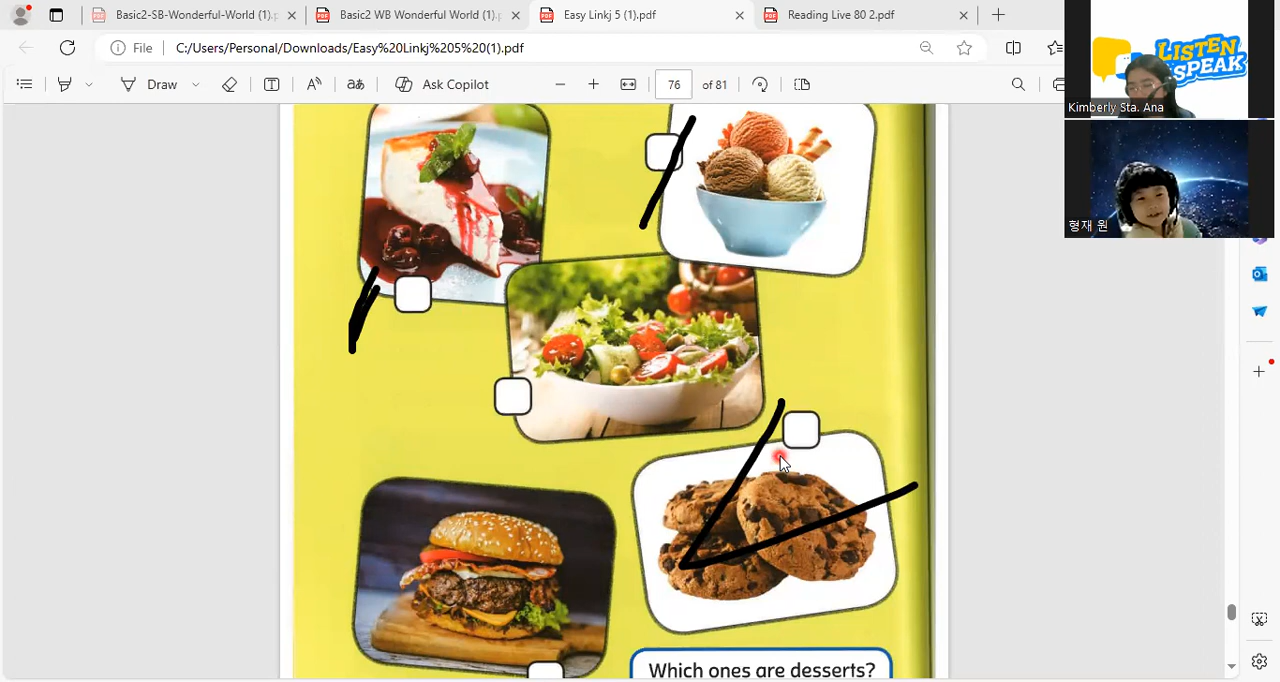 Basic2-SB-Wonderful-World (1).
Basic2 WB Wonderful World (1).
Easy Linkj 5 (1).pdf
Reading Live 80 2.pdf
File
C:/Users/Personal/Downloads/Easy%20Linkj%205%20(1).pdf
Draw
aあ
Ask Copilot
76 of 81
LISTEN
SPEAK
Kimberly Sta. Ana
형재 원
Which ones are desserts?